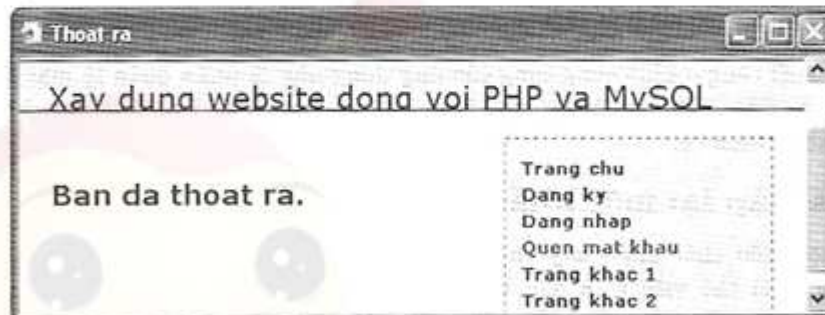 Thoat ra
Xay dung website dong voi PHP va MySQL
Ban da thoat ra.
Trang chu
Dang ky
Dang nhap
Quen mat khau
Trang khac 1
Trang khac 2